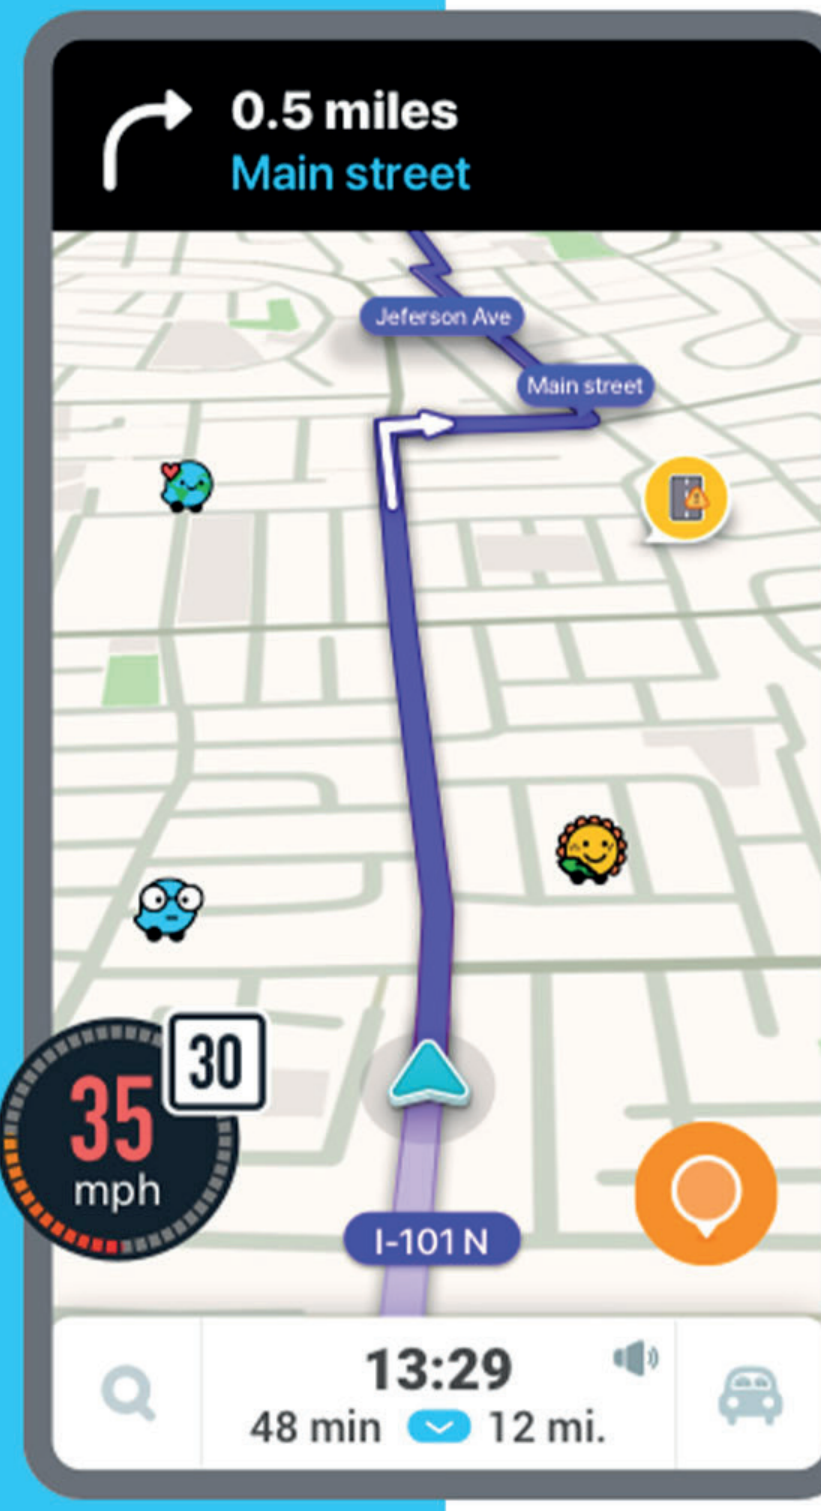 0.5 miles
Main street
Jeferson Ave
Main street
30
35
mph
I-101 N
13:29
48 min 12 mi.